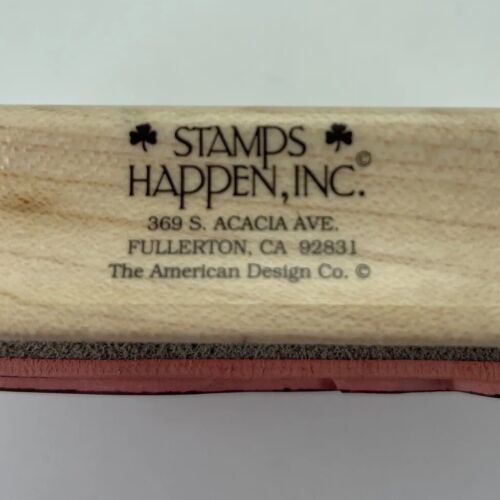 STAMPS
HAPPEN, INC.©
369 S. ACACIA AVE.
FULLERTON, CA 92831
The American Design Co. ©